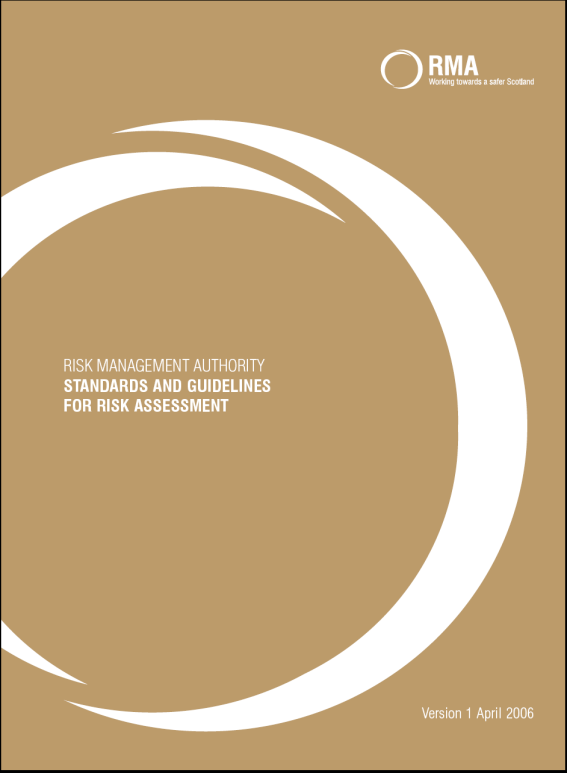 RMA
Working towards a safer Scotland
RISK MANAGEMENT AUTHORITY
STANDARDS AND GUIDELINES
FOR RISK ASSESSMENT
Version 1 April 2006